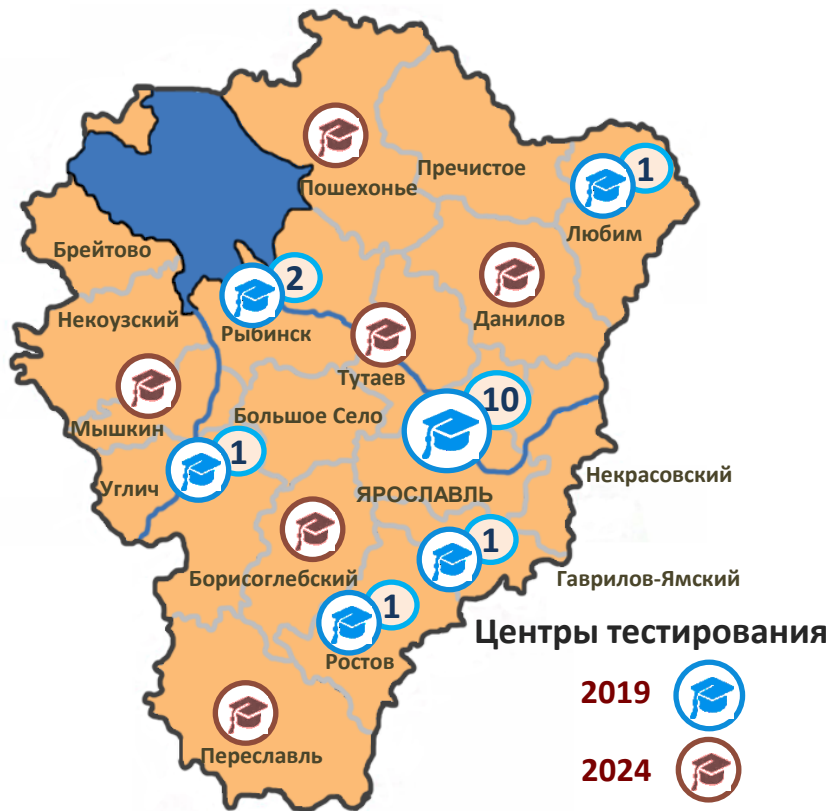 Пошехонье
Пречистое
1
Любим
Брейтово
2
Некоузский
Рыбинск
Данилов
Тутаев
10
Мышкин
Большое Село
1
Углич
ЯРОСЛАВЛЬ
Некрасовский
1
Борисоглебский
Гаврилов-Ямский
1
Ростов
Центры тестирования
2019
Переславль
2024